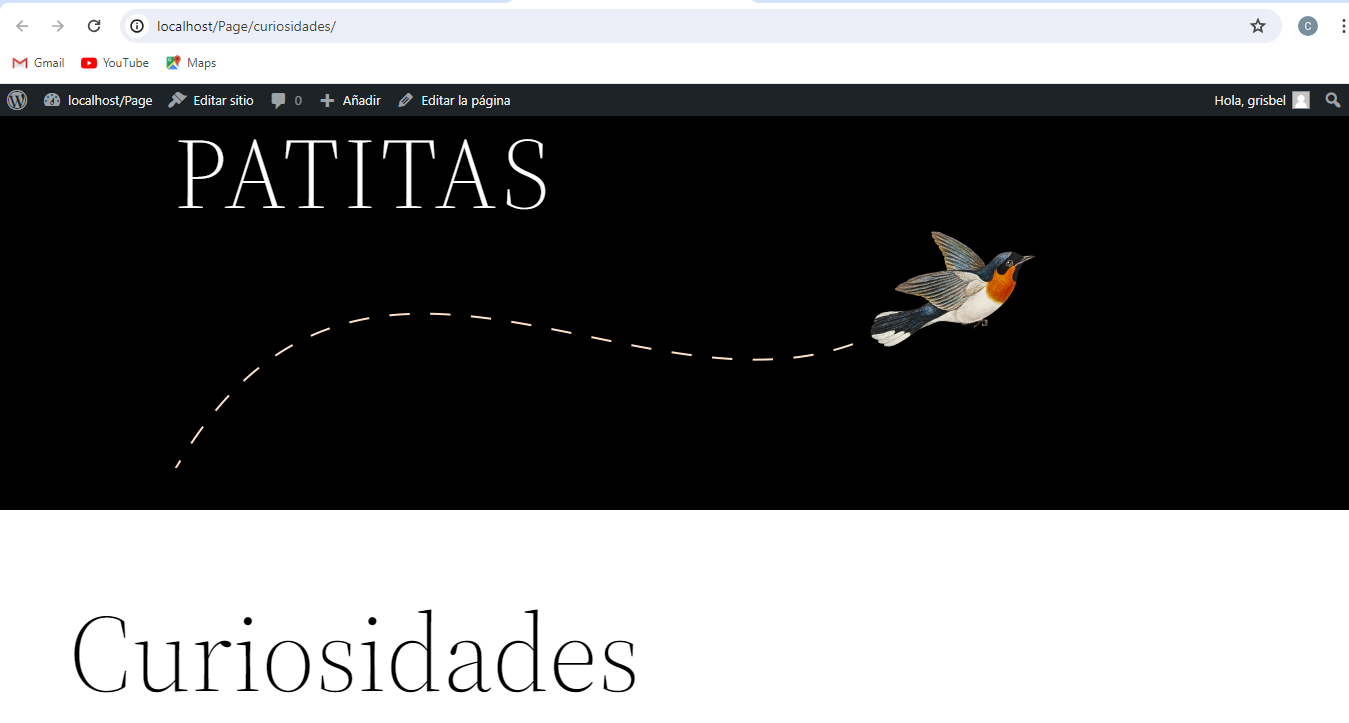 localhost/Page/curiosidades/
C
Gmail YouTube Maps
localhost/Page Editar sitio 0 Añadir Editar la página Hola, grisbel
PATITAS
Curiosidades